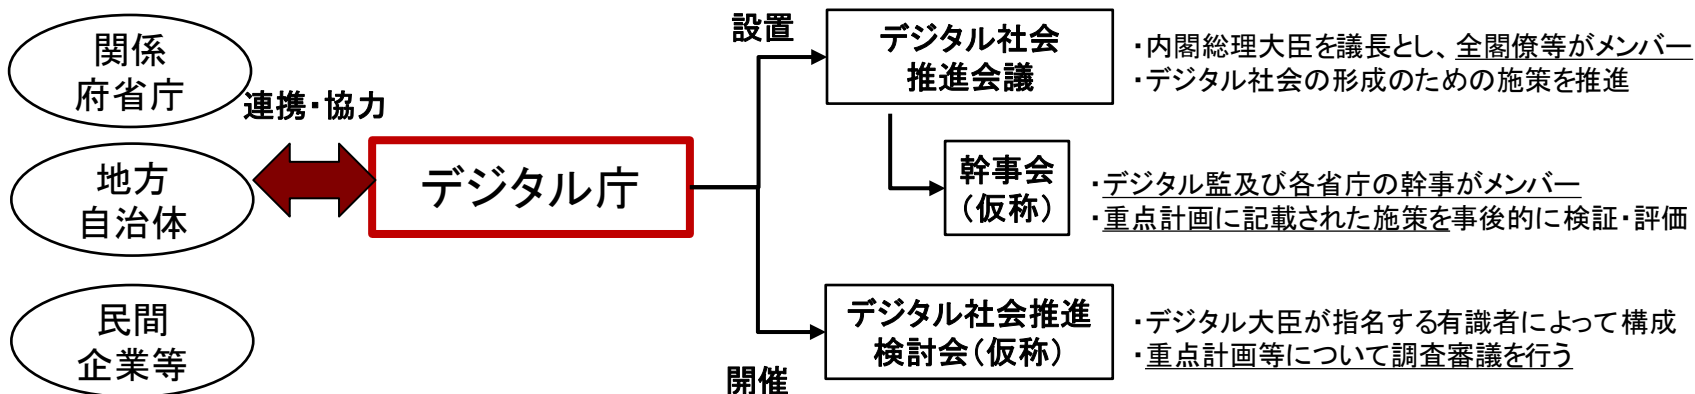 関係
府省庁
地方
自治体
民間
企業等
連携・協力
デジタル庁
設置
デジタル社会
推進会議
・内閣総理大臣を議長とし、全閣僚等がメンバー
・デジタル社会の形成のための施策を推進
幹事会
（仮称）
・デジタル監及び各省庁の幹事がメンバー
・重点計画に記載された施策を事後的に検証・評価
開催
デジタル社会推進
検討会（仮称）
・デジタル大臣が指名する有識者によって構成
・重点計画等について調査審議を行う